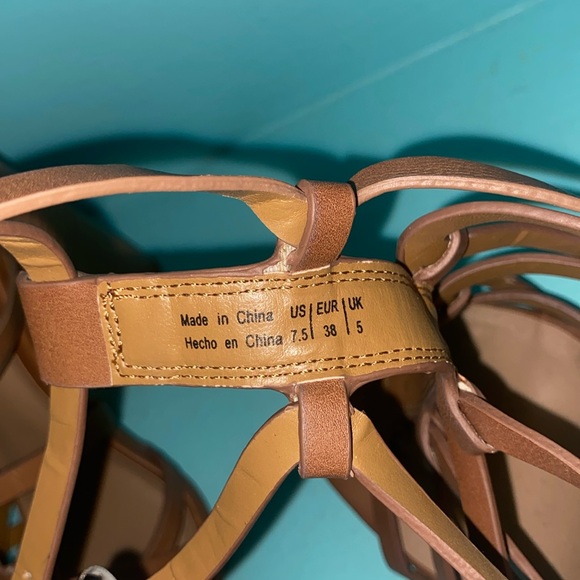 Made in China US | EUR | UK
Hecho en China 7.5 | 38 | 5